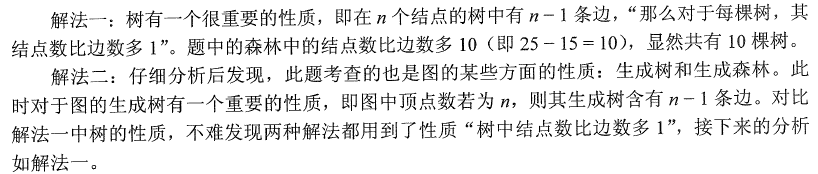 解法一：树有一个很重要的性质，即在 n 个结点的树中有 n − 1 条边，“那么对于每棵树，其
结点数比边数多 1”。题中的森林中的结点数比边数多 10（即 25 − 15 = 10），显然共有 10 棵树。
解法二：仔细分析后发现，此题考查的也是图的某些方面的性质：生成树和生成森林。此
时对于图的生成树有一个重要的性质，即图中顶点数若为 n，则其生成树含有 n − 1 条边。对比
解法一中树的性质，不难发现两种解法都用到了性质“树中结点数比边数多 1”，接下来的分析
如解法一。